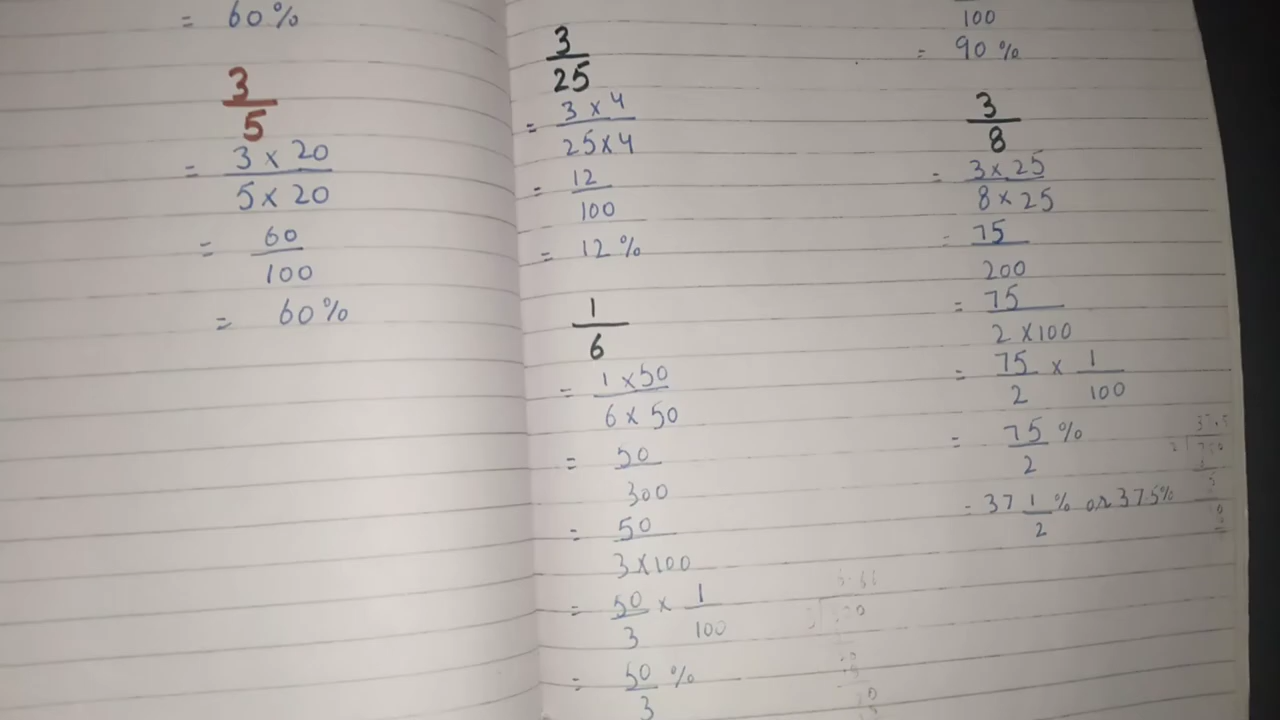 = 60%
3/5
= 3 x 20 / 5 x 20
= 60/100
= 60%
3/25
= 3 x 4 / 25 x 4
= 12/100
= 12%
1/6
= 1 x 50 / 6 x 50
= 50/300
= 50 / 3 x 100
= 50/3 x 1/100
= 50/3 %
100
= 90%
3/8
= 3 x 25 / 8 x 25
= 75/200
= 75 / 2 x 100
= 75/2 x 1/100
= 75/2 %
= 37 1/2 % or 37.5%